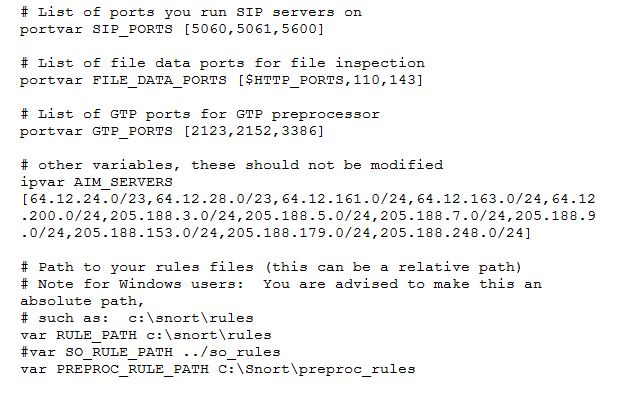 # List of ports you run SIP servers on
portvar SIP_PORTS [5060,5061,5600]
# List of file data ports for file inspection
portvar FILE_DATA_PORTS [$HTTP_PORTS,110,143]
# List of GTP ports for GTP preprocessor
portvar GTP_PORTS [2123,2152,3386]
# other variables, these should not be modified
ipvar AIM_SERVERS
[64.12.24.0/23,64.12.28.0/23,64.12.161.0/24,64.12.163.0/24,64.12
.200.0/24,205.188.3.0/24,205.188.5.0/24,205.188.7.0/24,205.188.9
.0/24,205.188.153.0/24,205.188.179.0/24,205.188.248.0/24]
# Path to your rules files (this can be a relative path)
# Note for Windows users:  You are advised to make this an
absolute path,
# such as:  c:\snort\rules
var RULE_PATH c:\snort\rules
#var SO_RULE_PATH ../so_rules
var PREPROC_RULE_PATH C:\Snort\preproc_rules